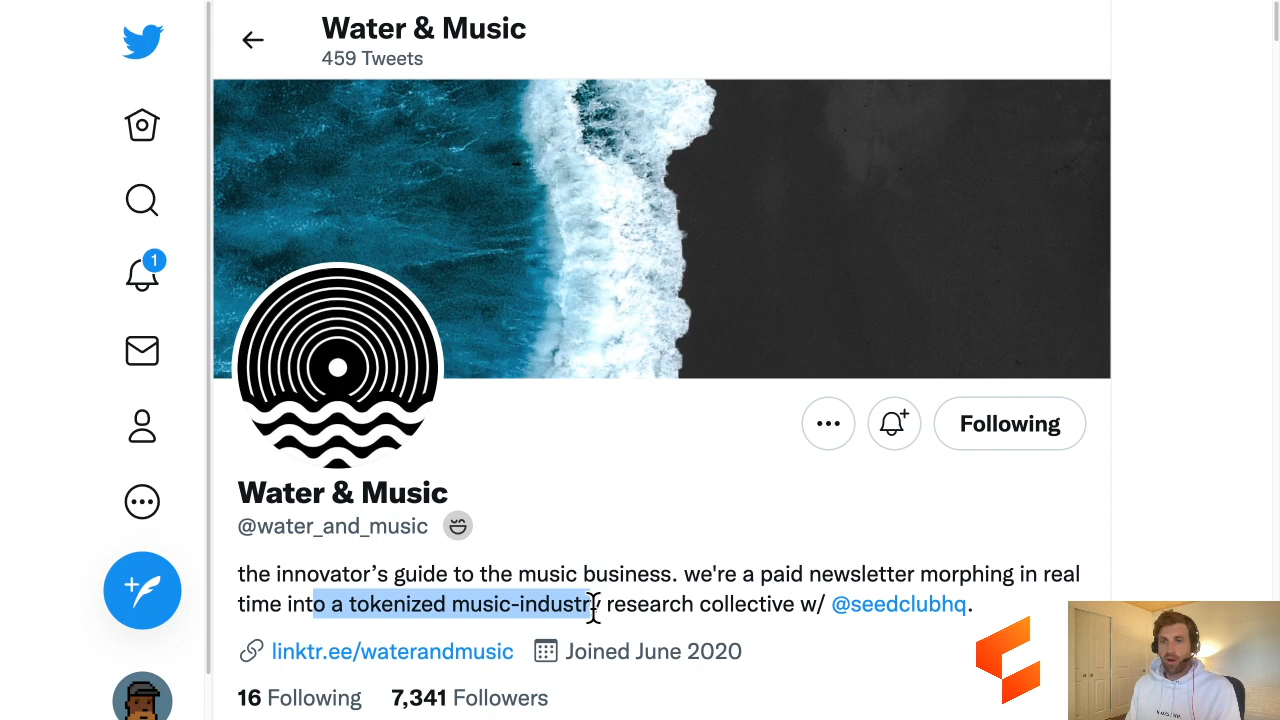 Water & Music
459 Tweets
1
Following
Water & Music
@water_and_music
the innovator’s guide to the music business. we're a paid newsletter morphing in real
time into a tokenized music-industry research collective w/ @seedclubhq.
linktr.ee/waterandmusic Joined June 2020
16 Following 7,341 Followers